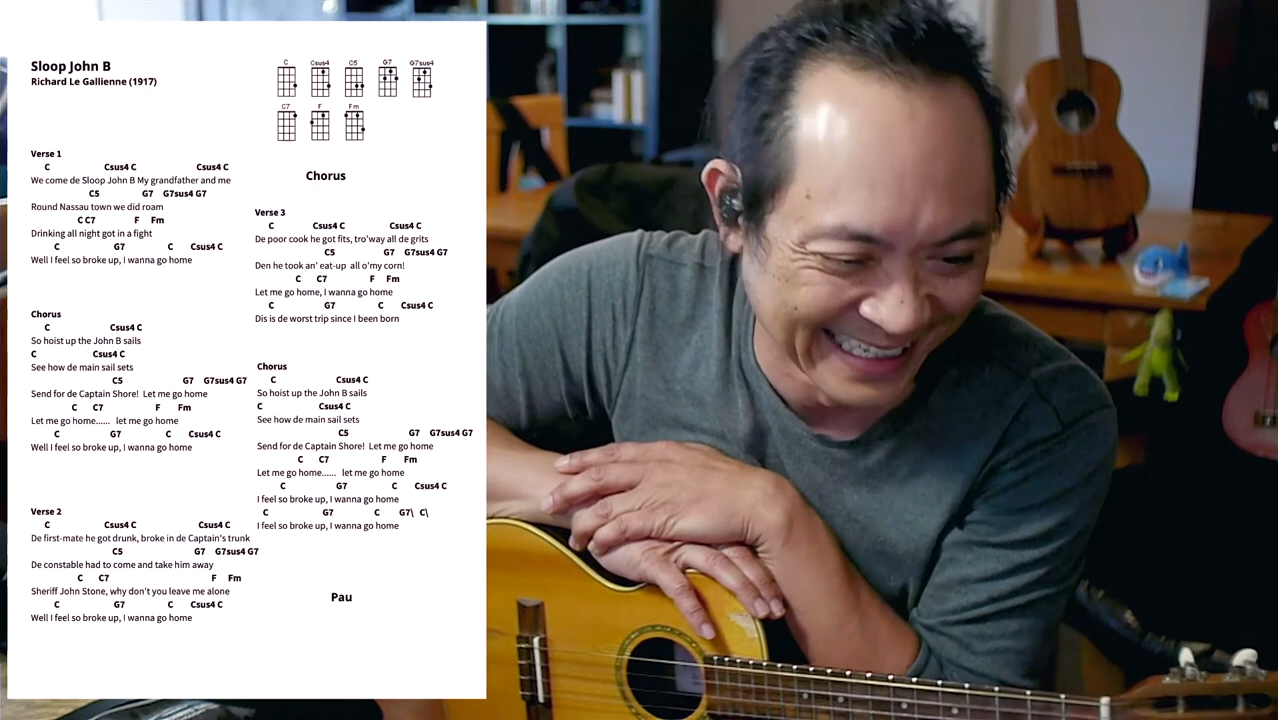 Sloop John B
Richard Le Gallienne (1917)
C Csus4 C5 G7 G7sus4
C7 F Fm
Verse 1
C Csus4 C Csus4 C
We come de Sloop John B My grandfather and me
C5 G7 G7sus4 G7
Round Nassau town we did roam
C C7 F Fm
Drinking all night got in a fight
C G7 C Csus4 C
Well I feel so broke up, I wanna go home
Chorus
C Csus4 C
So hoist up the John B sails
C Csus4 C
See how de main sail sets
C5 G7 G7sus4 G7
Send for de Captain Shore! Let me go home
C C7 F Fm
Let me go home...... let me go home
C G7 C Csus4 C
Well I feel so broke up, I wanna go home
Verse 2
C Csus4 C Csus4 C
De first-mate he got drunk, broke in de Captain's trunk
C5 G7 G7sus4 G7
De constable had to come and take him away
C C7 F Fm
Sheriff John Stone, why don't you leave me alone
C G7 C Csus4 C
Well I feel so broke up, I wanna go home
Chorus
Verse 3
C Csus4 C Csus4 C
De poor cook he got fits, tro'way all de grits
C5 G7 G7sus4 G7
Den he took an' eat-up all o'my corn!
C C7 F Fm
Let me go home, I wanna go home
C G7 C Csus4 C
Dis is de worst trip since I been born
Chorus
C Csus4 C
So hoist up the John B sails
C Csus4 C
See how de main sail sets
C5 G7 G7sus4 G7
Send for de Captain Shore! Let me go home
C C7 F Fm
Let me go home...... let me go home
C G7 C Csus4 C
I feel so broke up, I wanna go home
C G7 C G7\ C\
I feel so broke up, I wanna go home
Pau